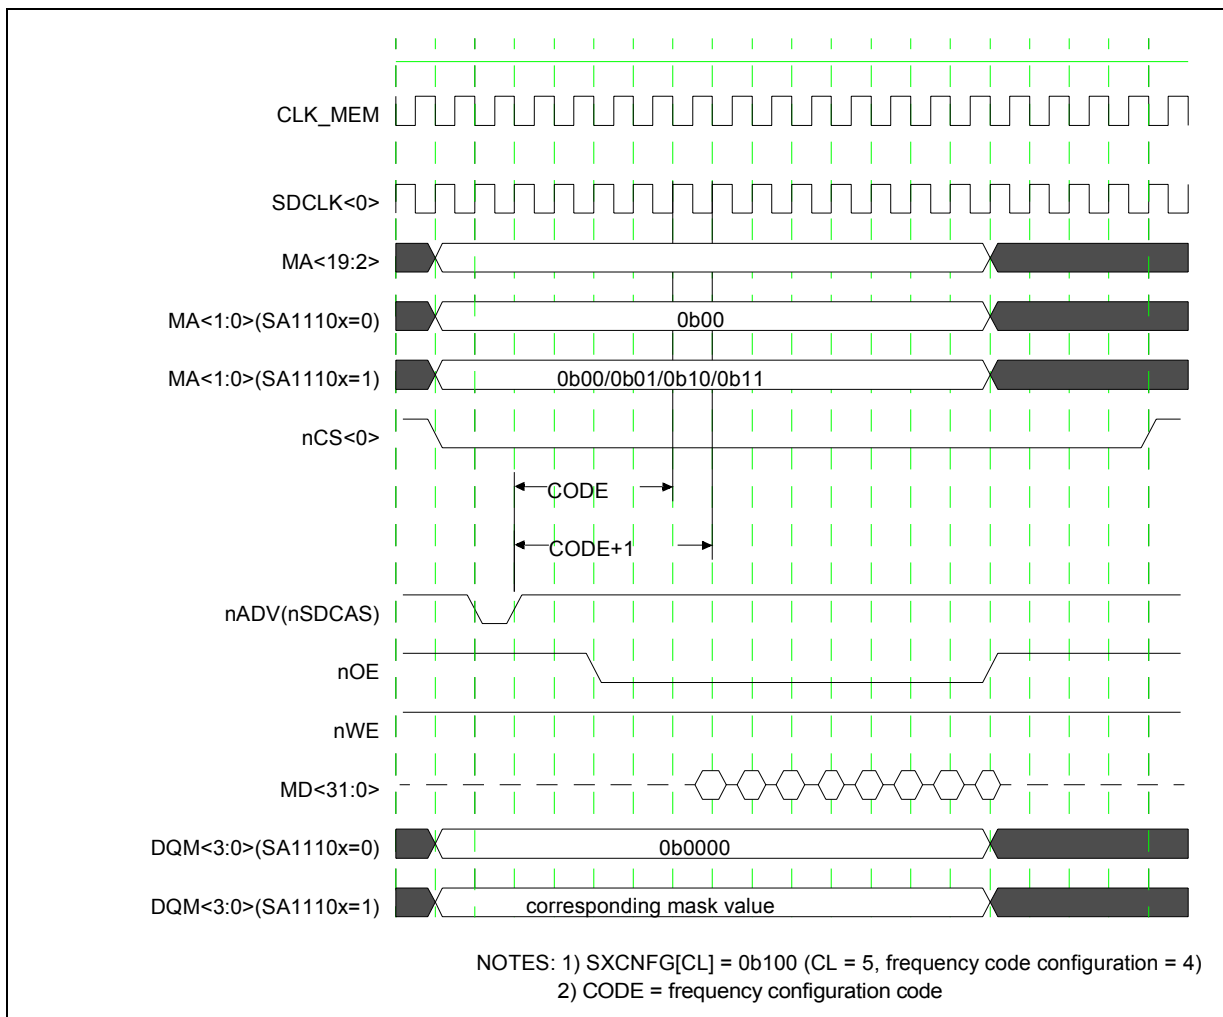 CLK_MEM
SDCLK<0>
MA<19:2>
MA<1:0>(SA1110x=0)
0b00
MA<1:0>(SA1110x=1)
0b00/0b01/0b10/0b11
nCS<0>
CODE
CODE+1
nADV(nSDCAS)
nOE
nWE
MD<31:0>
DQM<3:0>(SA1110x=0)
0b0000
DQM<3:0>(SA1110x=1)
corresponding mask value
NOTES: 1) SXCNFG[CL] = 0b100 (CL = 5, frequency code configuration = 4)
2) CODE = frequency configuration code